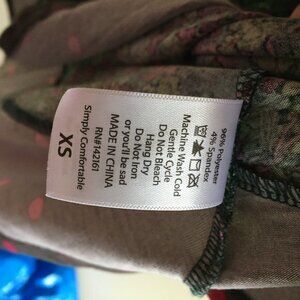 96% Polyester
4% Spandex
Machine Wash Cold
Gentle Cycle
Do Not Bleach
Hang Dry
Do Not Iron
or you'll be sad
MADE IN CHINA
RN#142161
Simply Comfortable
XS